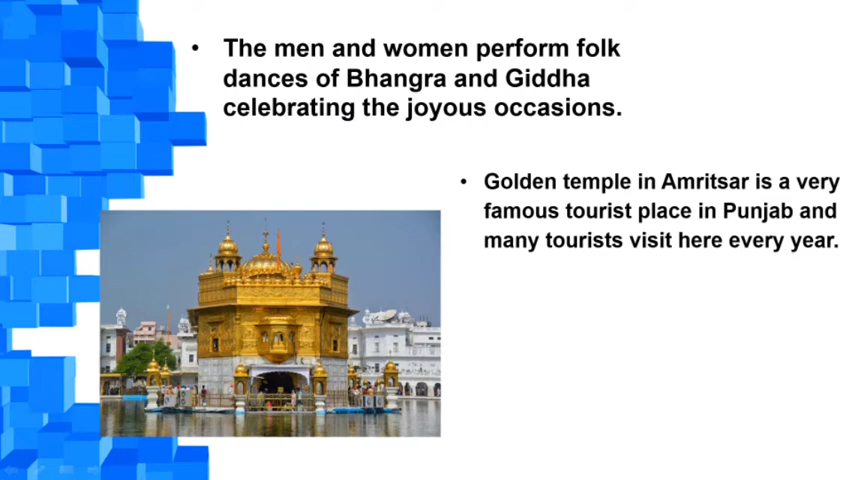 • The men and women perform folk
dances of Bhangra and Giddha
celebrating the joyous occasions.
• Golden temple in Amritsar is a very
famous tourist place in Punjab and
many tourists visit here every year.